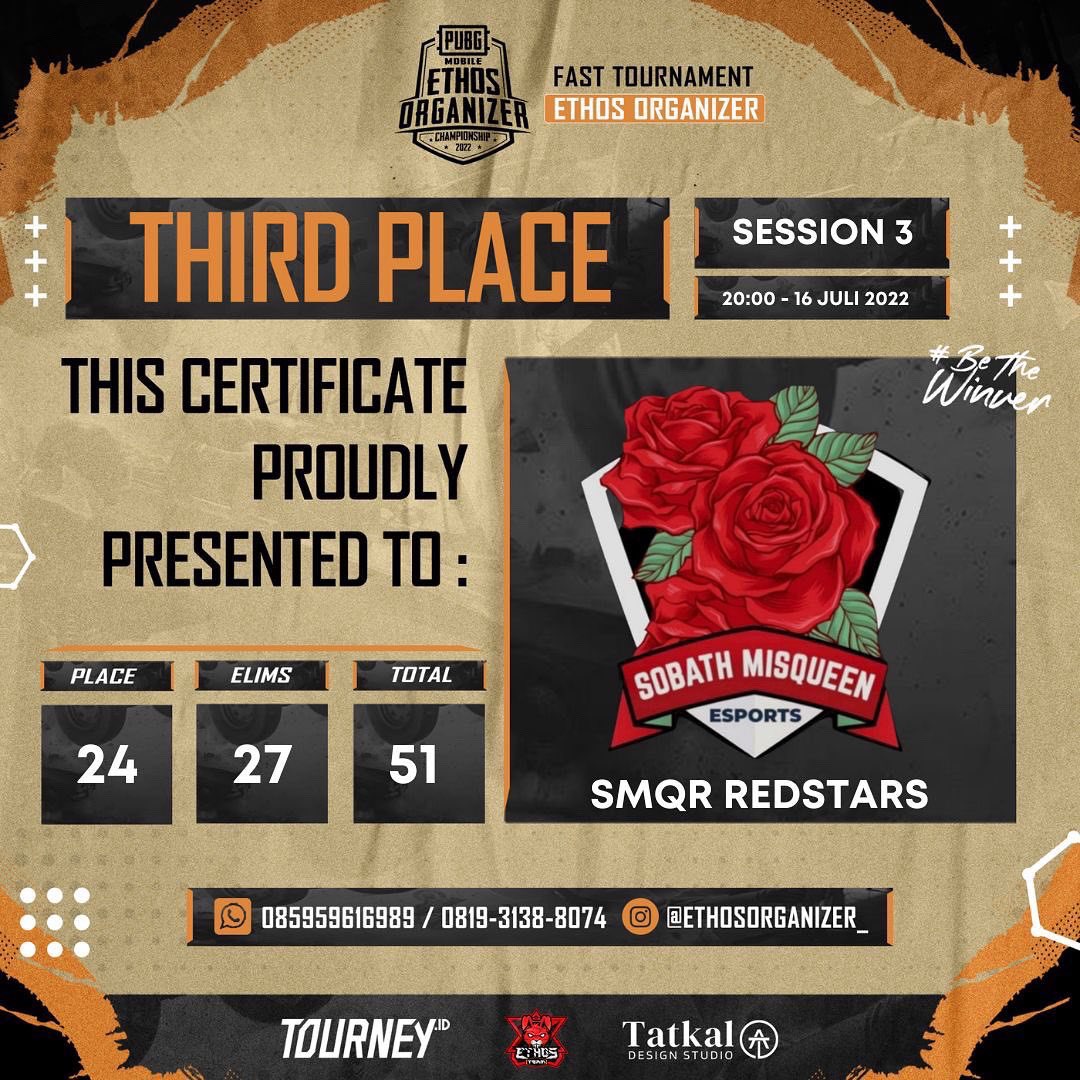 PUBG
MOBILE
ETHOS
ORGANIZER
CHAMPIONSHIP
2022
FAST TOURNAMENT
ETHOS ORGANIZER
THIRD PLACE
SESSION 3
20:00 - 16 JULI 2022
# Be The
Winner
THIS CERTIFICATE
PROUDLY
PRESENTED TO :
SOBATH MISQUEEN
ESPORTS
SMQR REDSTARS
PLACE ELIMS TOTAL
24 27 51
085959616989 / 0819-3138-8074 @ETHOSORGANIZER_
TOURNEY.ID
ETHOS
TEAM
Tatkal
DESIGN STUDIO